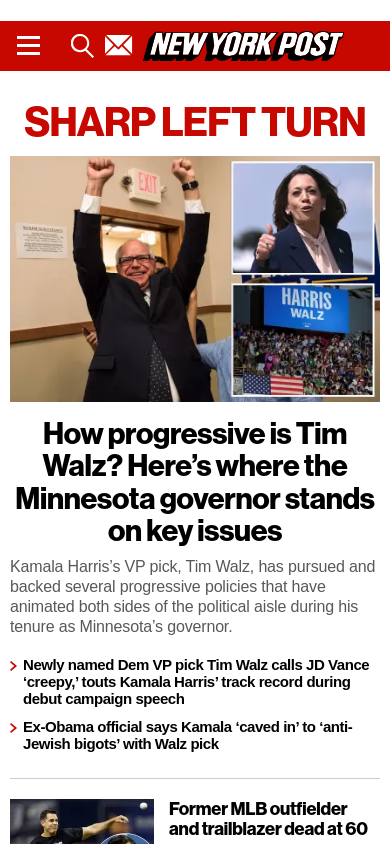 NEW YORK POST
SHARP LEFT TURN
EXIT
HARRIS
WALZ
How progressive is Tim
Walz? Here’s where the
Minnesota governor stands
on key issues
Kamala Harris’s VP pick, Tim Walz, has pursued and
backed several progressive policies that have
animated both sides of the political aisle during his
tenure as Minnesota’s governor.
Newly named Dem VP pick Tim Walz calls JD Vance
‘creepy,’ touts Kamala Harris’ track record during
debut campaign speech
Ex-Obama official says Kamala ‘caved in’ to ‘anti-
Jewish bigots’ with Walz pick
Former MLB outfielder
and trailblazer dead at 60